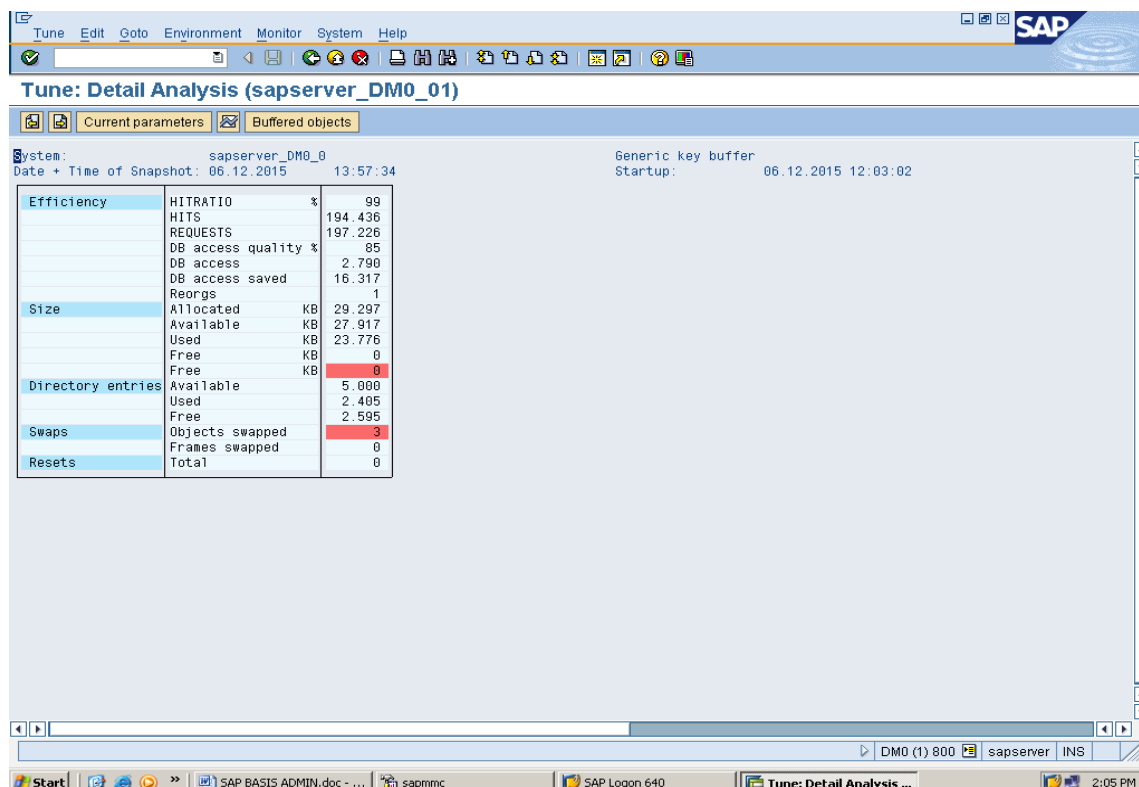 Tune Edit Goto Environment Monitor System Help
SAP
Tune: Detail Analysis (sapserver_DM0_01)
Current parameters Buffered objects
System: sapserver_DM0_0 Generic key buffer
Date + Time of Snapshot: 06.12.2015 13:57:34 Startup: 06.12.2015 12:03:02
Efficiency HITRATIO % 99
HITS 194.436
REQUESTS 197.226
DB access quality % 85
DB access 2.790
DB access saved 16.317
Reorgs 1
Size Allocated KB 29.297
Available KB 27.917
Used KB 23.776
Free KB 0
Free KB 0
Directory entries Available 5.000
Used 2.405
Free 2.595
Swaps Objects swapped 3
Frames swapped 0
Resets Total 0
DM0 (1) 800 sapserver INS
Start » SAP BASIS ADMIN.doc - ... sapmmc SAP Logon 640 Tune: Detail Analysis ... 2:05 PM